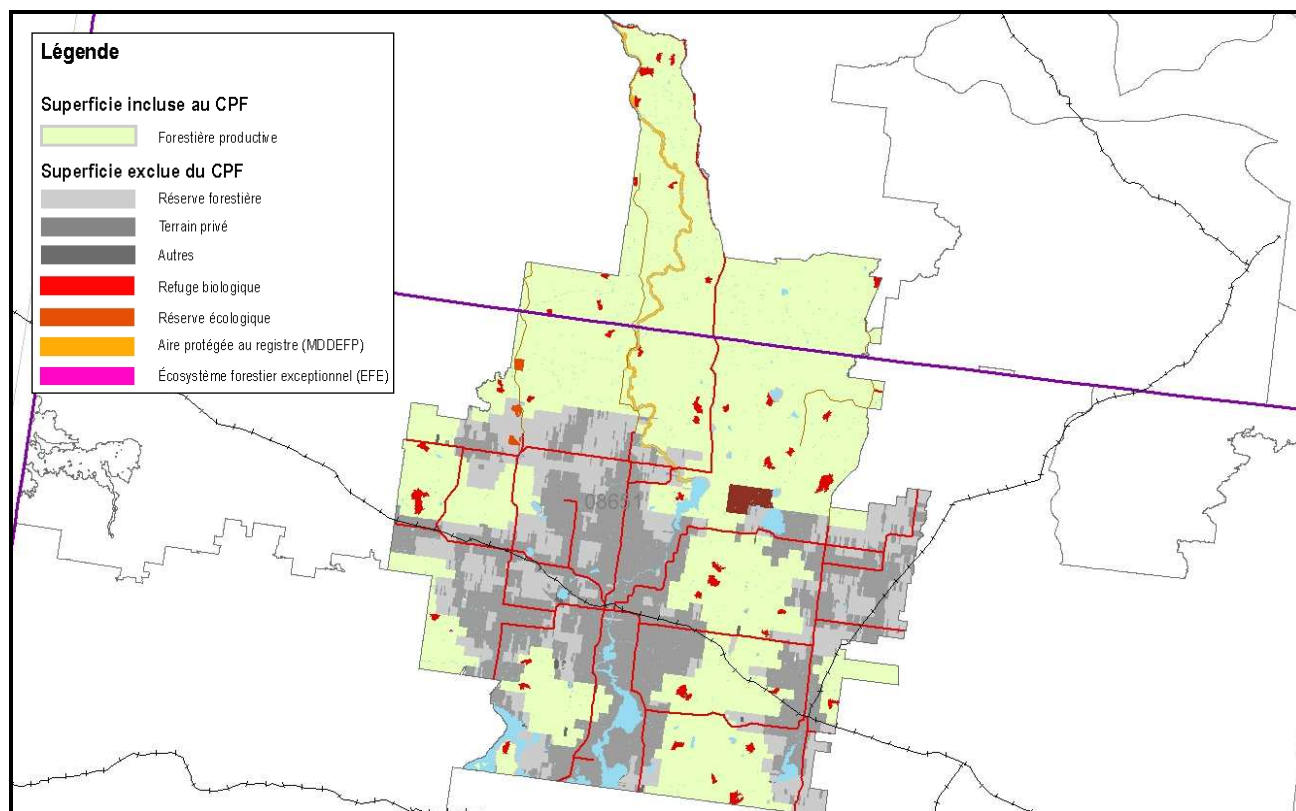 Légende
Superficie incluse au CPF
Forestière productive
Superficie exclue du CPF
Réserve forestière
Terrain privé
Autres
Refuge biologique
Réserve écologique
Aire protégée au registre (MDDEFP)
Écosystème forestier exceptionnel (EFE)
08651